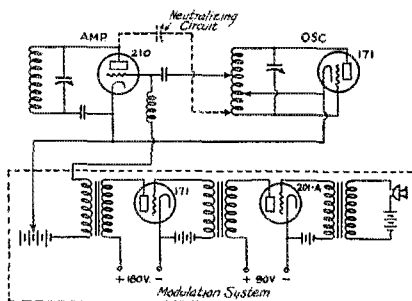 Neutralizing
Circuit
AMP.
210
OSC
171
171
201-A
+ 180V. -
+ 90V -
Modulation System